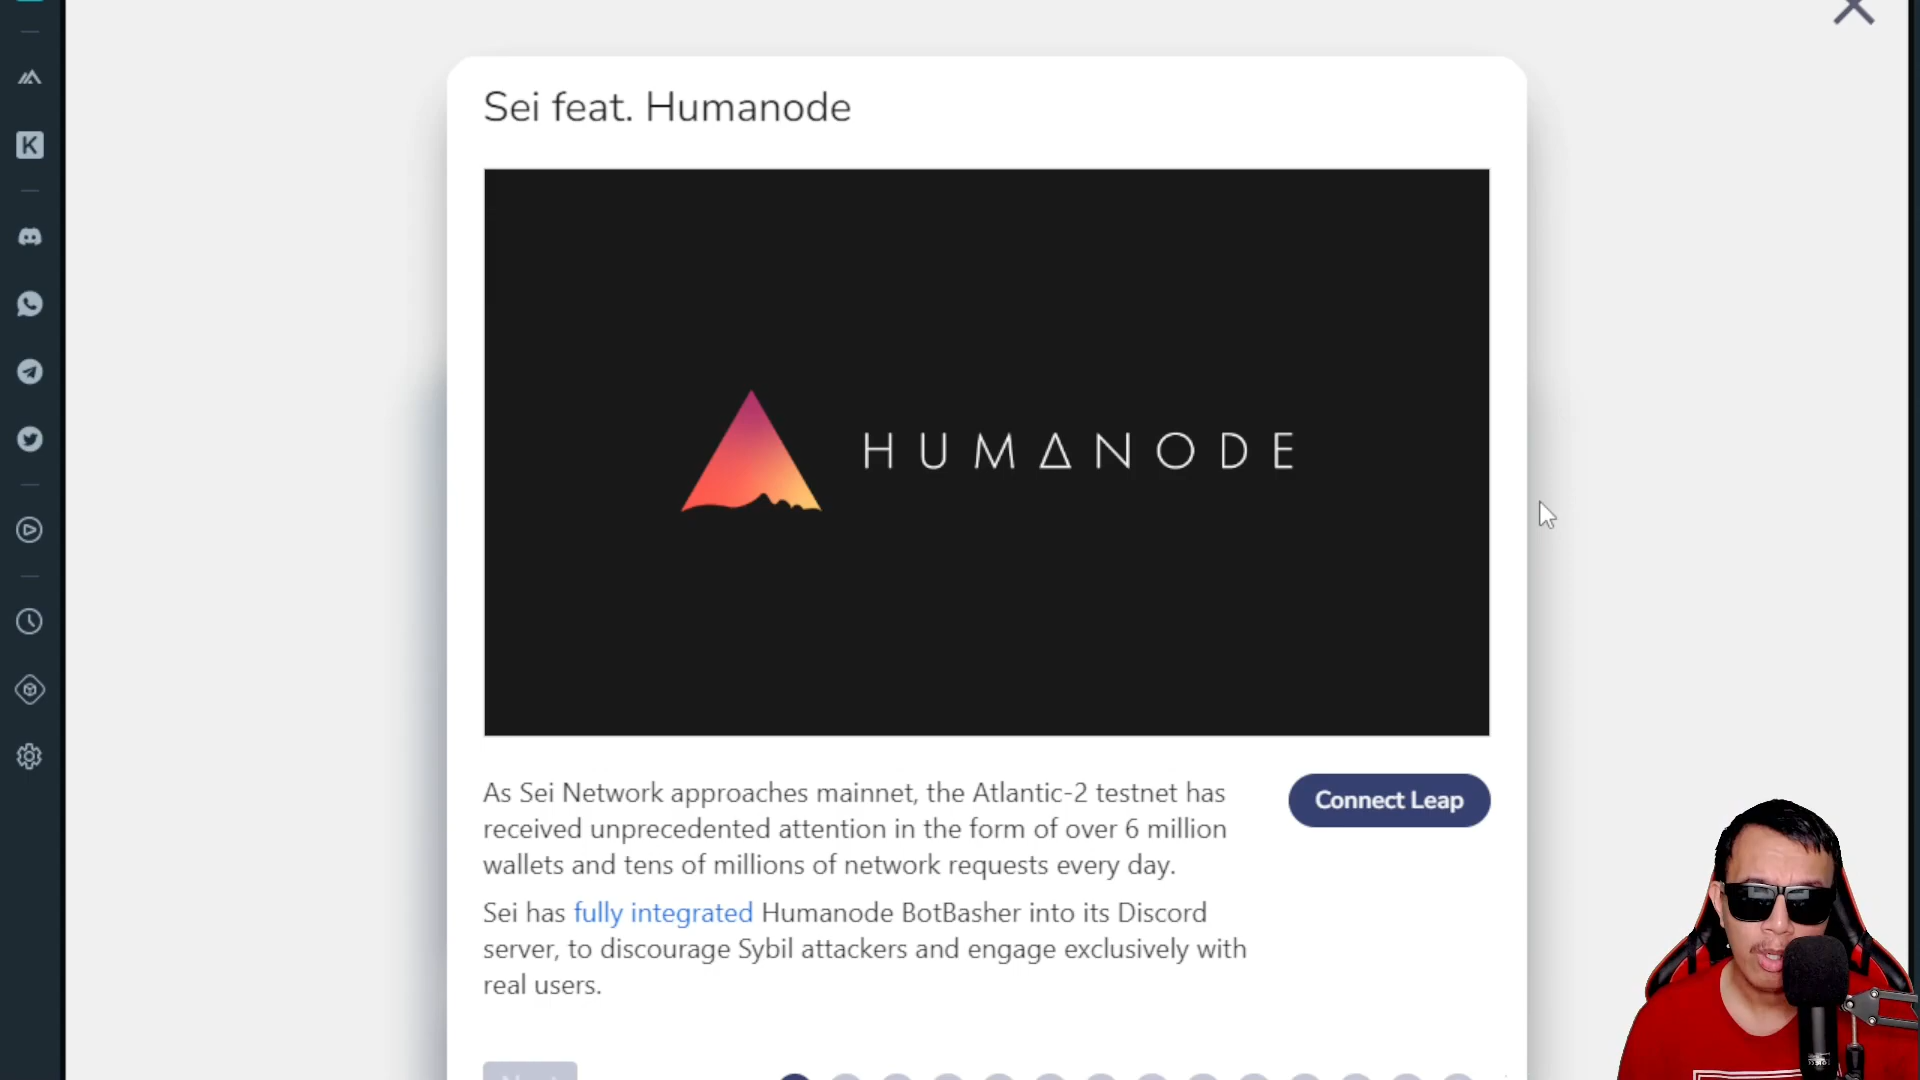 Sei feat. Humanode
HUMANODE
As Sei Network approaches mainnet, the Atlantic-2 testnet has
received unprecedented attention in the form of over 6 million
wallets and tens of millions of network requests every day.
Connect Leap
Sei has fully integrated Humanode BotBasher into its Discord
server, to discourage Sybil attackers and engage exclusively with
real users.
K